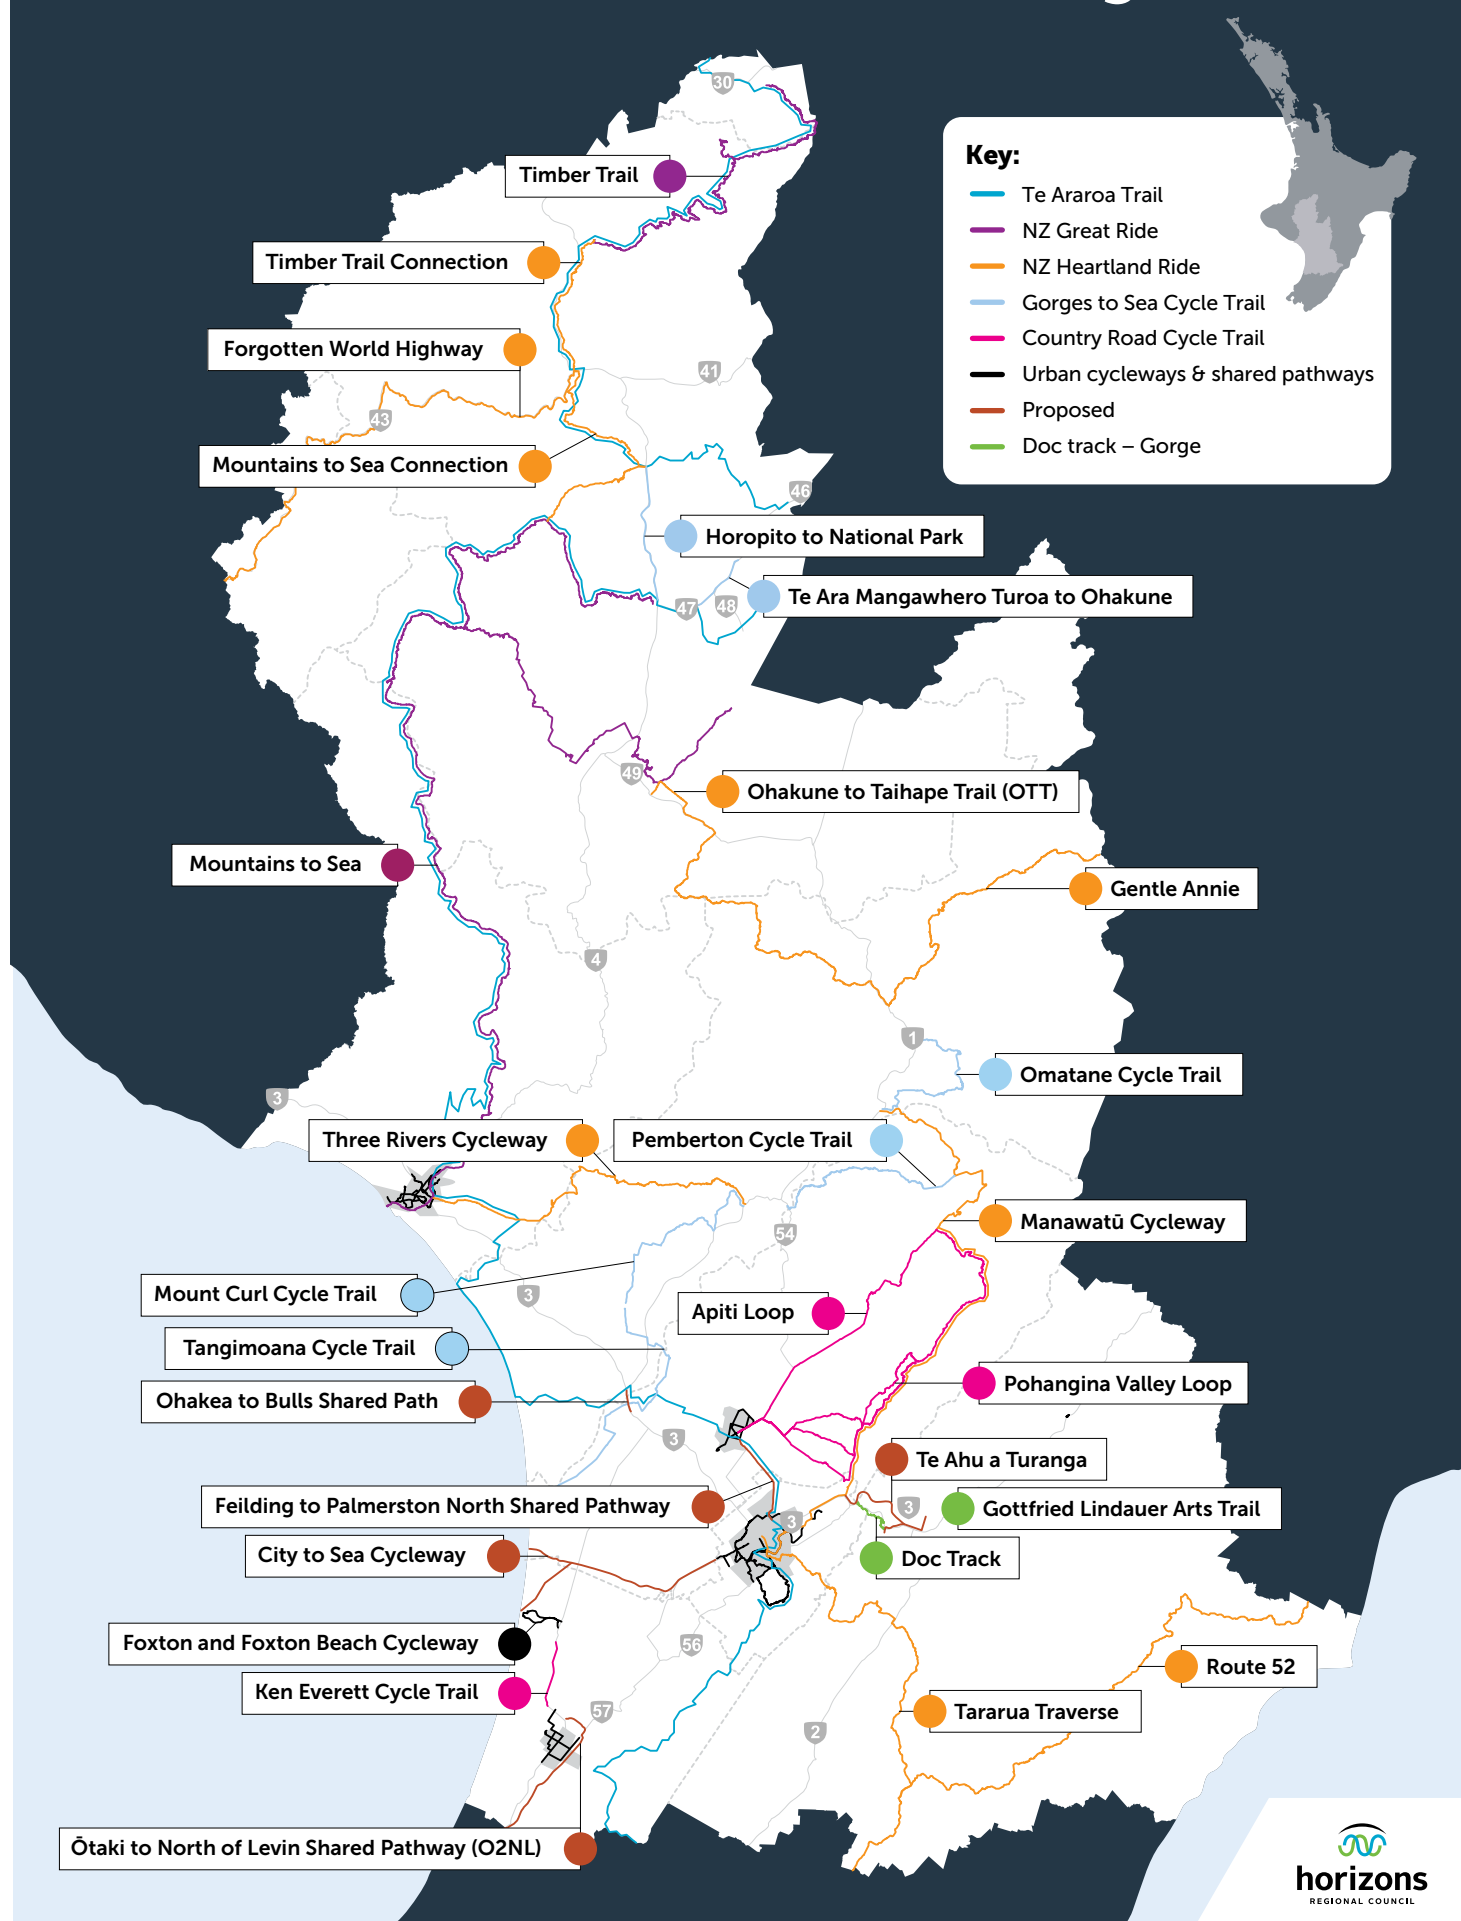 30
Key:
Te Araroa Trail
NZ Great Ride
NZ Heartland Ride
Gorges to Sea Cycle Trail
Country Road Cycle Trail
Urban cycleways & shared pathways
Proposed
Doc track – Gorge
Timber Trail
Timber Trail Connection
Forgotten World Highway
41
43
Mountains to Sea Connection
46
Horopito to National Park
Te Ara Mangawhero Turoa to Ohakune
47
48
49
Ohakune to Taihape Trail (OTT)
Mountains to Sea
Gentle Annie
4
1
Omatane Cycle Trail
3
Three Rivers Cycleway
Pemberton Cycle Trail
Manawatū Cycleway
54
Mount Curl Cycle Trail
3
Apiti Loop
Tangimoana Cycle Trail
Pohangina Valley Loop
Ohakea to Bulls Shared Path
3
Te Ahu a Turanga
Feilding to Palmerston North Shared Pathway
3
Gottfried Lindauer Arts Trail
3
City to Sea Cycleway
Doc Track
Foxton and Foxton Beach Cycleway
56
Route 52
Ken Everett Cycle Trail
57
Tararua Traverse
2
Ōtaki to North of Levin Shared Pathway (O2NL)
horizons
REGIONAL COUNCIL